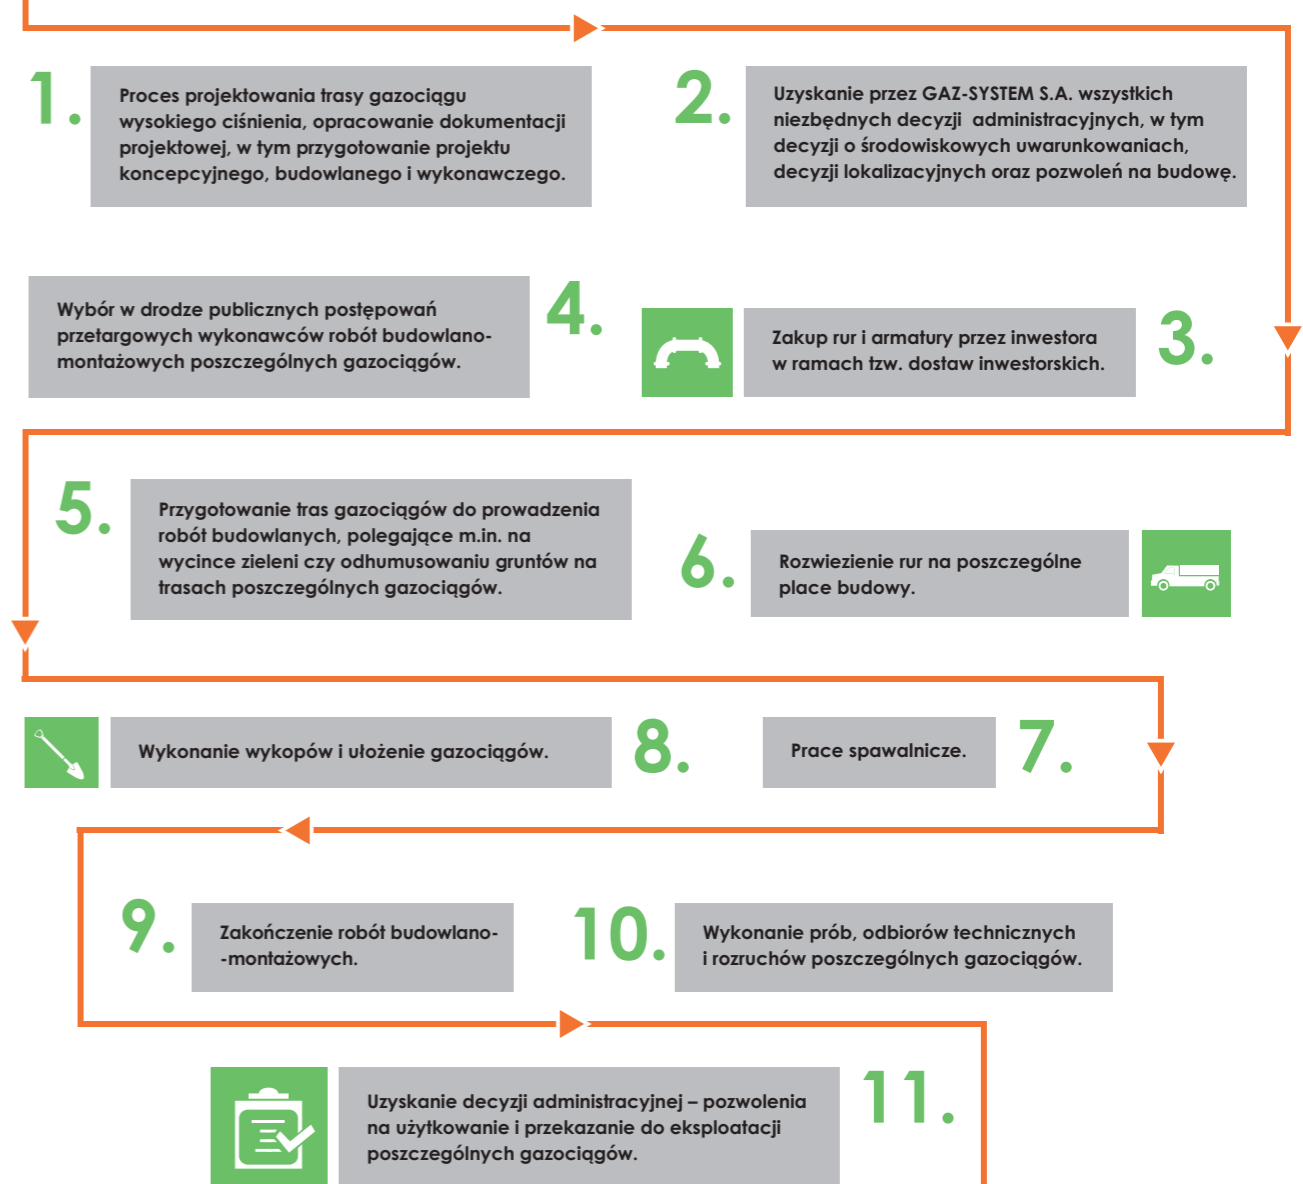 1.
Proces projektowania trasy gazociągu
wysokiego ciśnienia, opracowanie dokumentacji
projektowej, w tym przygotowanie projektu
koncepcyjnego, budowlanego i wykonawczego.
2.
Uzyskanie przez GAZ-SYSTEM S.A. wszystkich
niezbędnych decyzji administracyjnych, w tym
decyzji o środowiskowych uwarunkowaniach,
decyzji lokalizacyjnych oraz pozwoleń na budowę.
3.
Zakup rur i armatury przez inwestora
w ramach tzw. dostaw inwestorskich.
4.
Wybór w drodze publicznych postępowań
przetargowych wykonawców robót budowlano-
montażowych poszczególnych gazociągów.
5.
Przygotowanie tras gazociągów do prowadzenia
robót budowlanych, polegające m.in. na
wycince zieleni czy odhumusowaniu gruntów na
trasach poszczególnych gazociągów.
6.
Rozwiezienie rur na poszczególne
place budowy.
7.
Prace spawalnicze.
8.
Wykonanie wykopów i ułożenie gazociągów.
9.
Zakończenie robót budowlano-
-montażowych.
10.
Wykonanie prób, odbiorów technicznych
i rozruchów poszczególnych gazociągów.
11.
Uzyskanie decyzji administracyjnej – pozwolenia
na użytkowanie i przekazanie do eksploatacji
poszczególnych gazociągów.